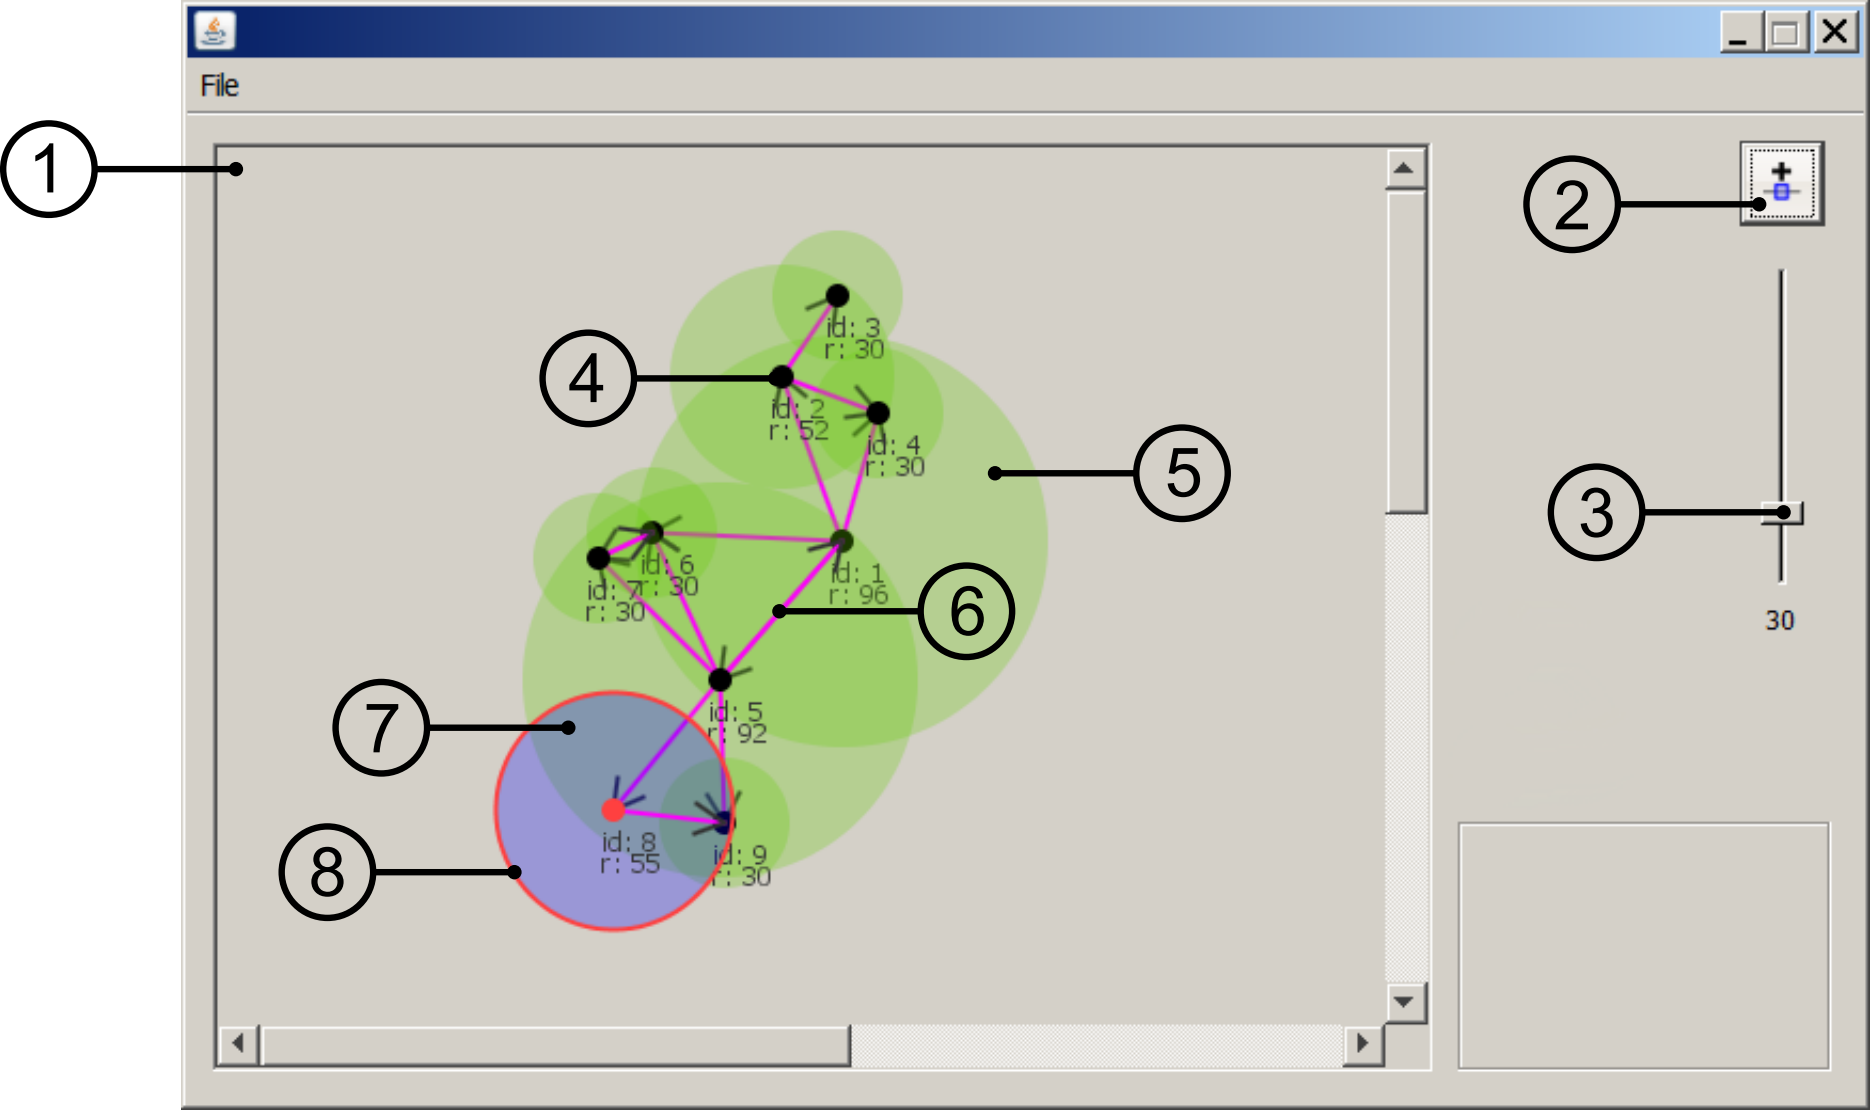 File
1
2
id: 3
r: 30
4
id: 2
r: 52
id: 4
r: 30
5
3
id: 6
r: 30
id: 7
r: 30
id: 1
r: 96
6
30
7
id: 5
r: 92
8
id: 8
r: 55
id: 9
r: 30